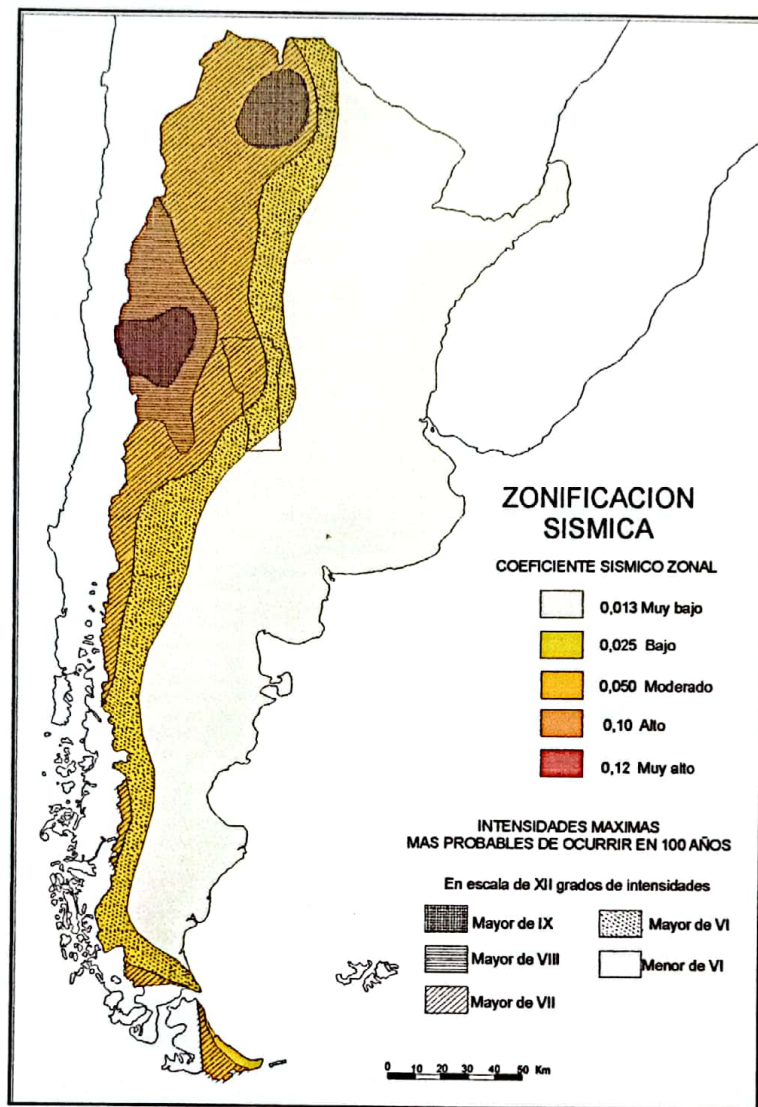 ZONIFICACION
SISMICA
COEFICIENTE SISMICO ZONAL
0,013 Muy bajo
0,025 Bajo
0,050 Moderado
0,10 Alto
0,12 Muy alto
INTENSIDADES MAXIMAS
MAS PROBABLES DE OCURRIR EN 100 AÑOS
En escala de XII grados de intensidades
Mayor de IX
Mayor de VI
Mayor de VIII
Menor de VI
Mayor de VII
0 10 20 30 40 50 Km